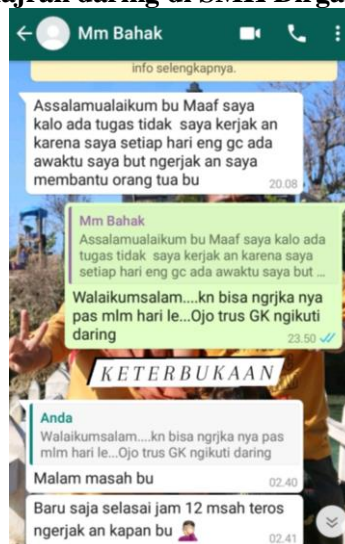 jran daring di SMK Dirga
Mm Bahak
info selengkapnya.
Assalamualaikum bu Maaf saya
kalo ada tugas tidak saya kerjak an
karena saya setiap hari eng gc ada
awaktu saya but ngerjak an saya
membantu orang tua bu
20.08
Mm Bahak
Assalamualaikum bu Maaf saya kalo ada
tugas tidak saya kerjak an karena saya
setiap hari eng gc ada awaktu saya but ...
Walaikumsalam....kn bisa ngrjka nya
pas mlm hari le...Ojo trus GK ngikuti
daring
23.50
KETERBUKAAN
Anda
Walaikumsalam....kn bisa ngrjka nya pas
mlm hari le...Ojo trus GK ngikuti daring
Malam masah bu
02.40
Baru saja selasai jam 12 msah teros
ngerjak an kapan bu 🤦
02.41